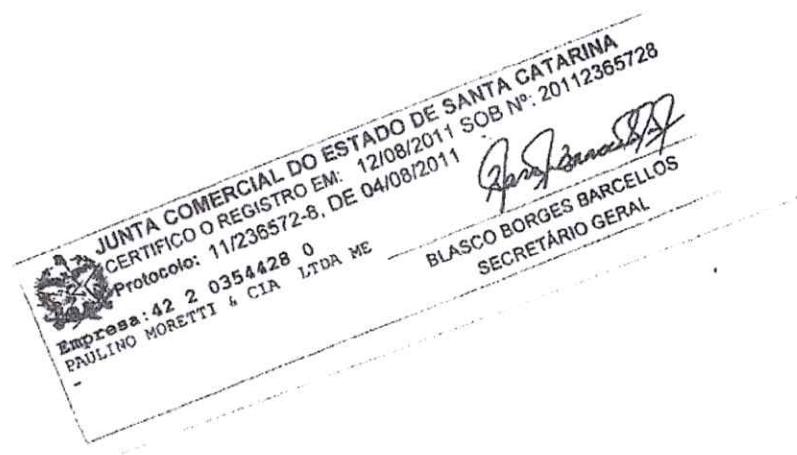 JUNTA COMERCIAL DO ESTADO DE SANTA CATARINA
CERTIFICO O REGISTRO EM: 12/08/2011 SOB Nº: 20112365728
Protocolo: 11/236572-8, DE 04/08/2011
Empresa:42 2 0354428 0
PAULINO MORETTI & CIA LTDA ME
-
BLASCO BORGES BARCELLOS
SECRETÁRIO GERAL